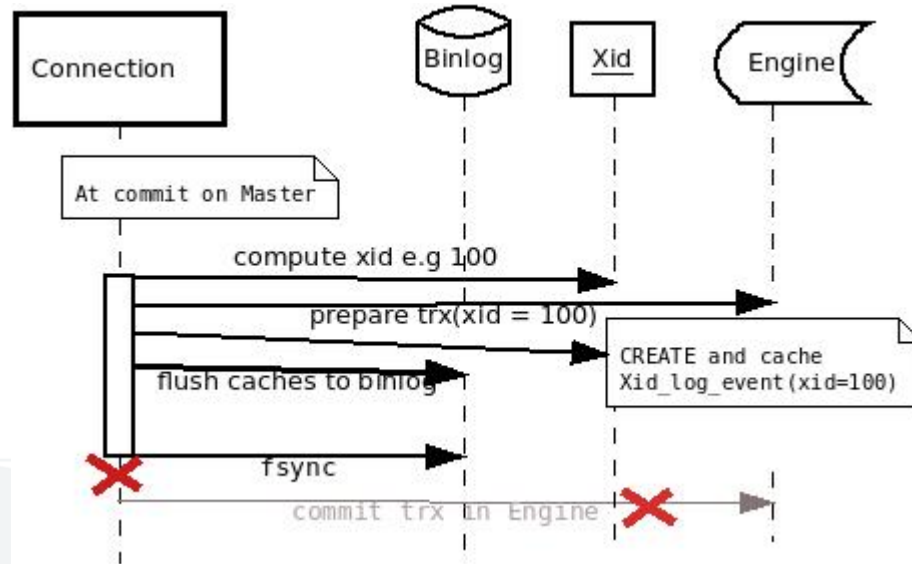 Connection
Binlog
Xid
Engine
At commit on Master
compute xid e.g 100
prepare trx(xid = 100)
CREATE and cache
Xid_log_event(xid=100)
flush caches to binlog
fsync
commit trx in Engine